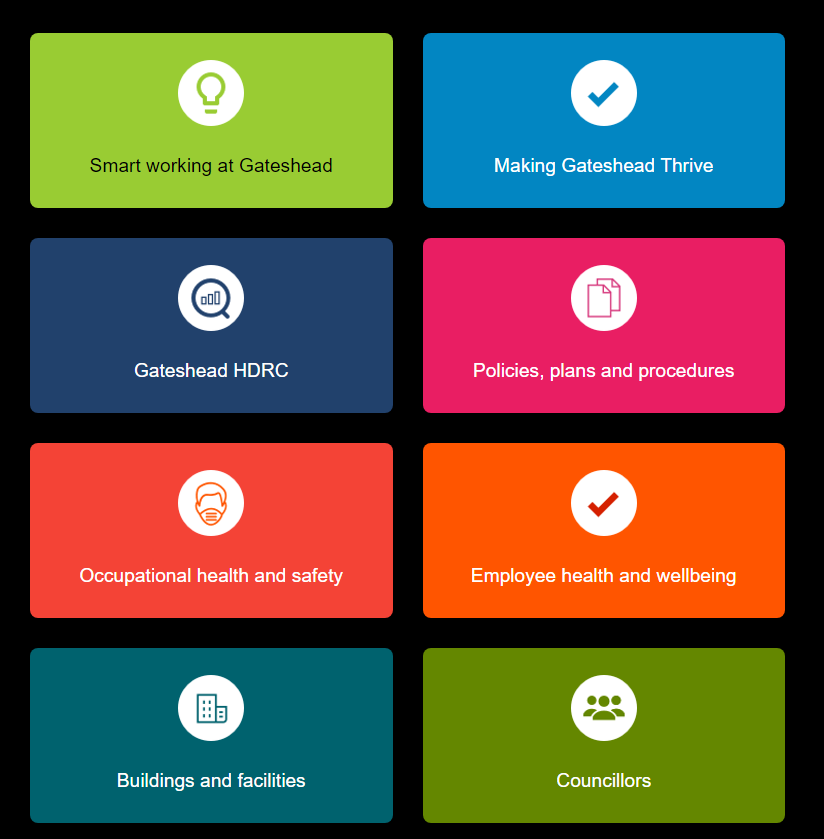 Smart working at Gateshead
Making Gateshead Thrive
Gateshead HDRC
Policies, plans and procedures
Occupational health and safety
Employee health and wellbeing
Buildings and facilities
Councillors